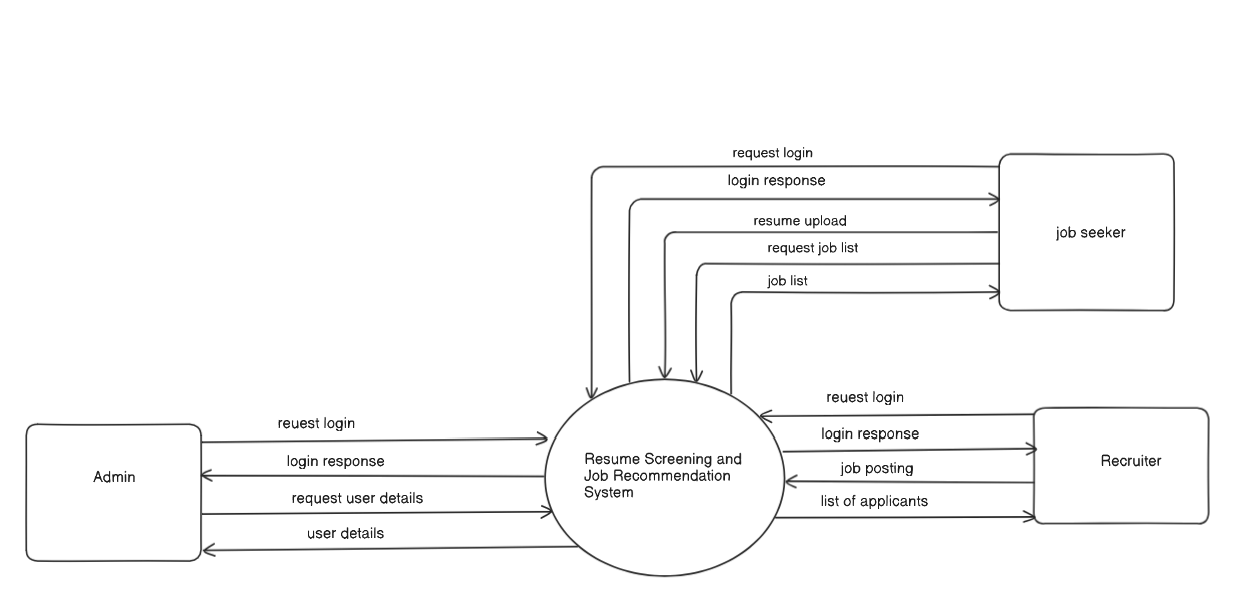 request login
login response
resume upload
request job list
job list
job seeker
reuest login
login response
request user details
user details
Admin
Resume Screening and
Job Recommendation
System
reuest login
login response
job posting
list of applicants
Recruiter